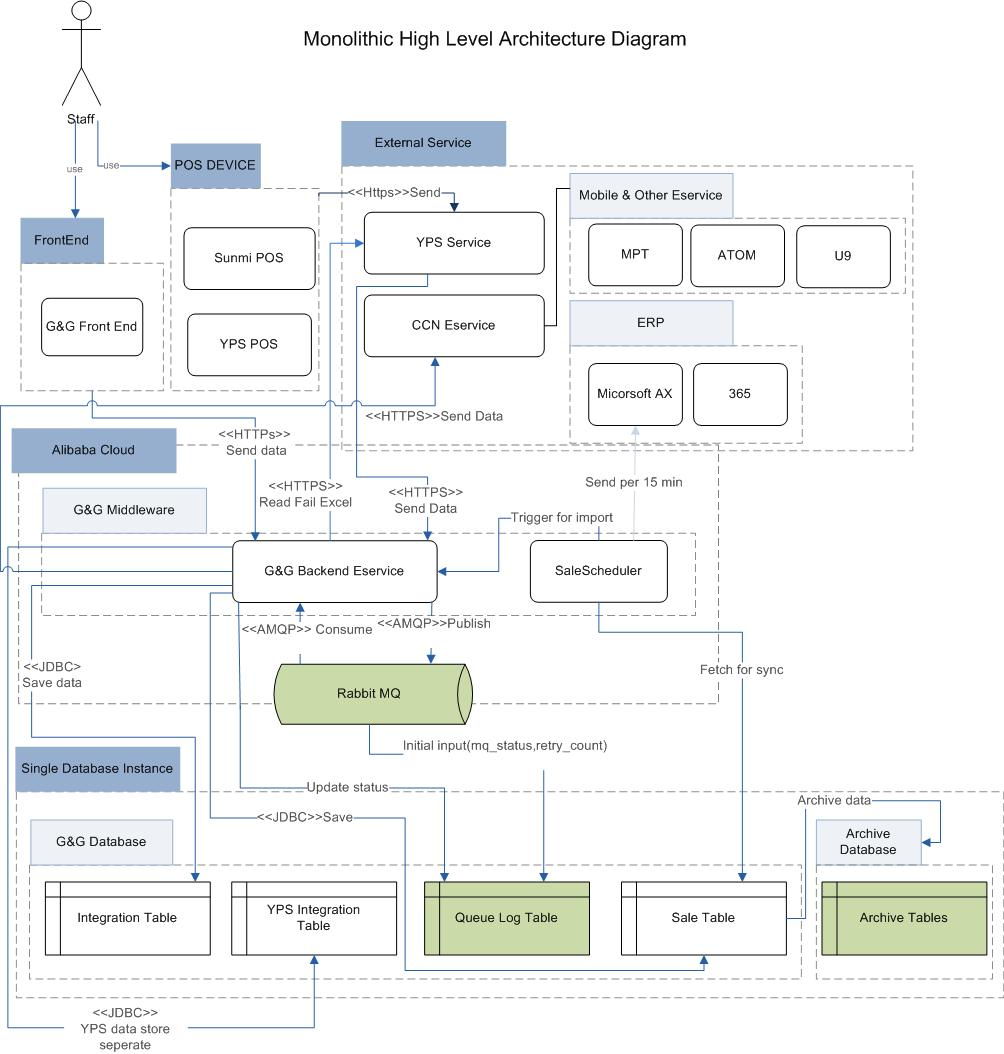 Monolithic High Level Architecture Diagram
Staff
use
use
POS DEVICE
External Service
FrontEnd
<<Https>>Send
Mobile & Other Eservice
Sunmi POS
YPS Service
MPT
ATOM
U9
G&G Front End
YPS POS
CCN Eservice
ERP
Micorsoft AX
365
<<HTTPS>>Send Data
<<HTTPs>>
Send data
Alibaba Cloud
<<HTTPS>>
Read Fail Excel
<<HTTPS>>
Send Data
Send per 15 min
G&G Middleware
Trigger for import
G&G Backend Eservice
SaleScheduler
<<AMQP>> Consume
<<AMQP>>Publish
<<JDBC>
Save data
Fetch for sync
Rabbit MQ
Initial input(mq_status,retry_count)
Single Database Instance
Update status
<<JDBC>>Save
Archive data
G&G Database
Archive
Database
Integration Table
YPS Integration
Table
Queue Log Table
Sale Table
Archive Tables
<<JDBC>>
YPS data store
seperate